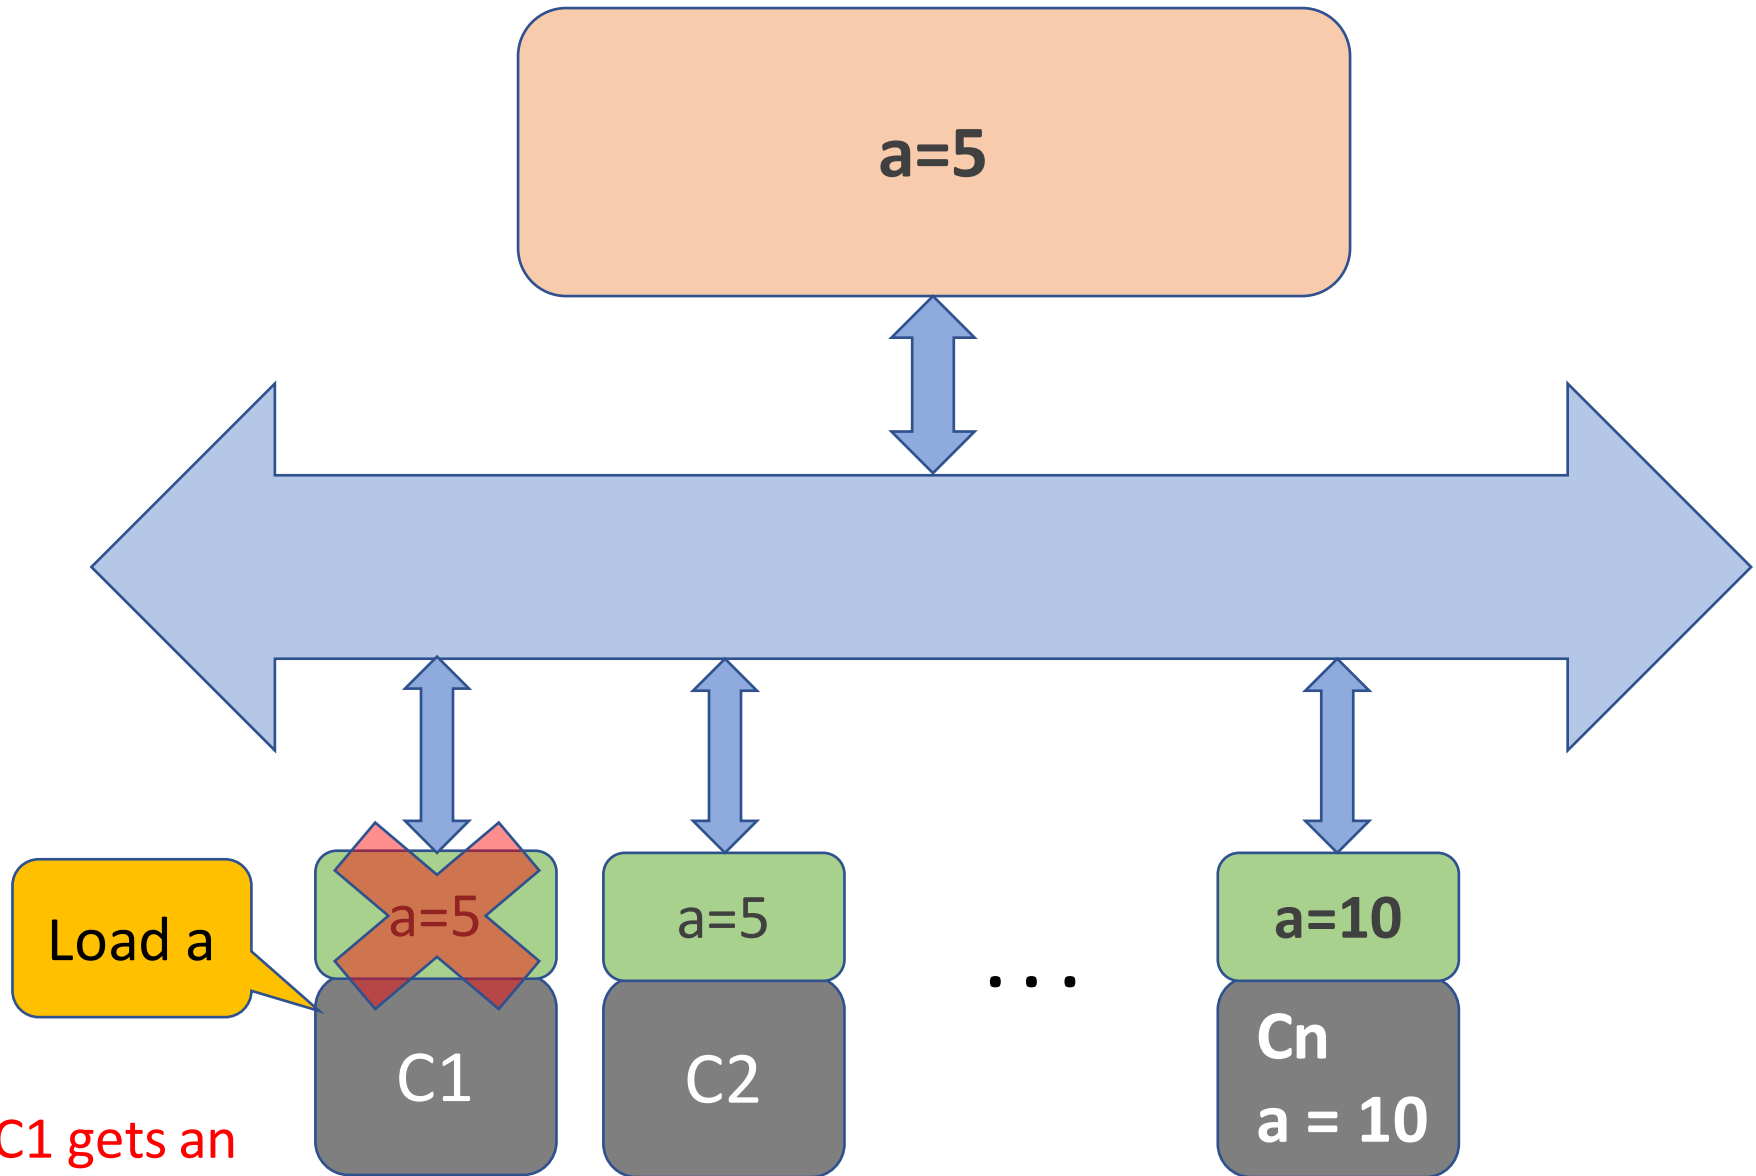 a=5
Load a
a=5
a=5
a=10
. . .
C1
C2
Cn
a = 10
C1 gets an